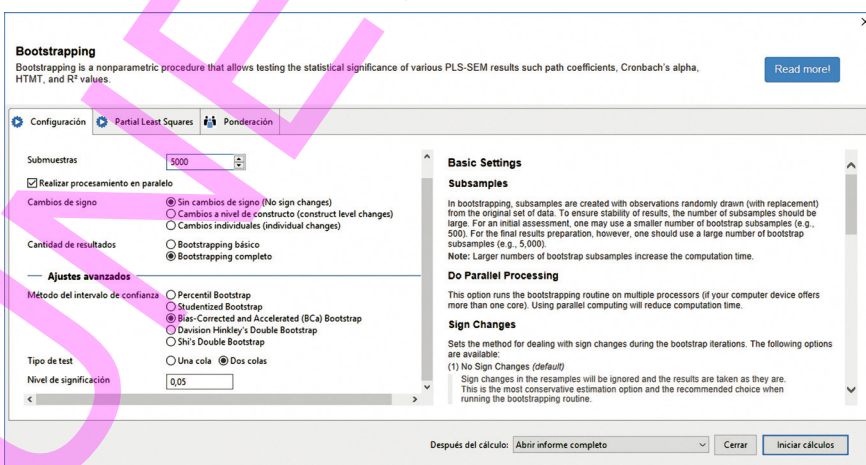 Bootstrapping
Bootstrapping is a nonparametric procedure that allows testing the statistical significance of various PLS-SEM results such path coefficients, Cronbach's alpha,
HTMT, and R² values.
Read more!
Configuración Partial Least Squares Ponderación
Submuestras 5000
Realizar procesamiento en paralelo
Cambios de signo Sin cambios de signo (No sign changes)
Cambios a nivel de constructo (construct level changes)
Cambios individuales (individual changes)
Cantidad de resultados Bootstrapping básico
Bootstrapping completo
Ajustes avanzados
Método del intervalo de confianza Percentil Bootstrap
Studentized Bootstrap
Bias-Corrected and Accelerated (BCa) Bootstrap
Davision Hinkley's Double Bootstrap
Shi's Double Bootstrap
Tipo de test Una cola Dos colas
Nivel de significación 0,05
Basic Settings
Subsamples
In bootstrapping, subsamples are created with observations randomly drawn (with replacement)
from the original set of data. To ensure stability of results, the number of subsamples should be
large. For an initial assessment, one may use a smaller number of bootstrap subsamples (e.g.,
500). For the final results preparation, however, one should use a large number of bootstrap
subsamples (e.g., 5,000).
Note: Larger numbers of bootstrap subsamples increase the computation time.
Do Parallel Processing
This option runs the bootstrapping routine on multiple processors (if your computer device offers
more than one core). Using parallel computing will reduce computation time.
Sign Changes
Sets the method for dealing with sign changes during the bootstrap iterations. The following options
are available:
(1) No Sign Changes (default)
Sign changes in the resamples will be ignored and the results are taken as they are.
This is the most conservative estimation option and the recommended choice when
running the bootstrapping routine.
Después del cálculo: Abrir informe completo Cerrar Iniciar cálculos